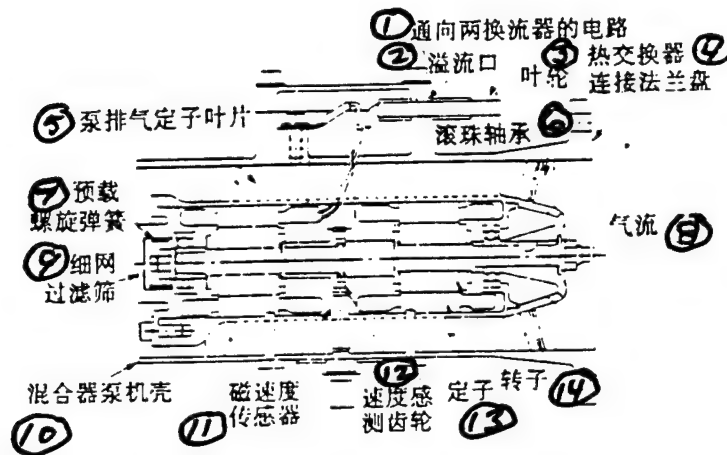 ① 通向两换流器的电路
② 溢流口 叶轮 ③ 热交换器 ④
连接法兰盘
⑤ 泵排气定子叶片
滚珠轴承 ⑥
⑦ 预载
螺旋弹簧
气流 ⑧
⑨ 细网
过滤筛
混合器泵机壳 ⑩
⑪ 磁速度
传感器
⑫ 速度感
测齿轮
定子 ⑬
转子 ⑭